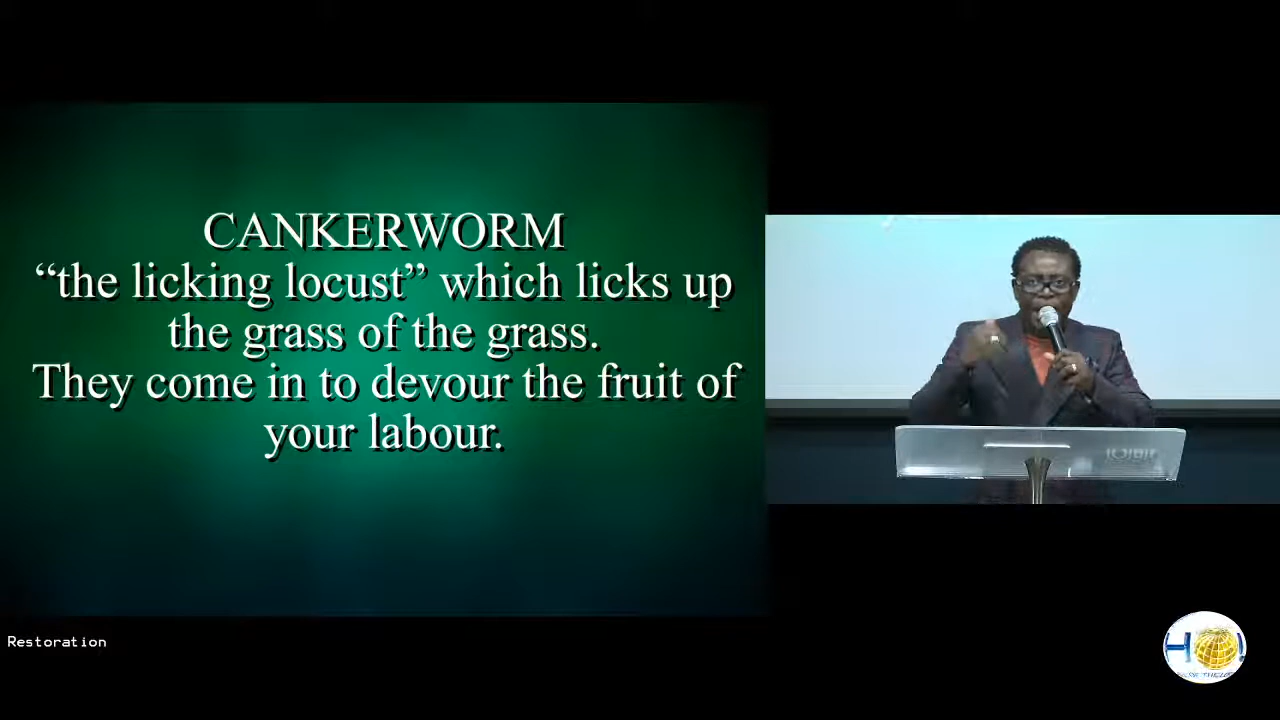 CANKERWORM
“the licking locust” which licks up
the grass of the grass.
They come in to devour the fruit of
your labour.
Restoration
HO!